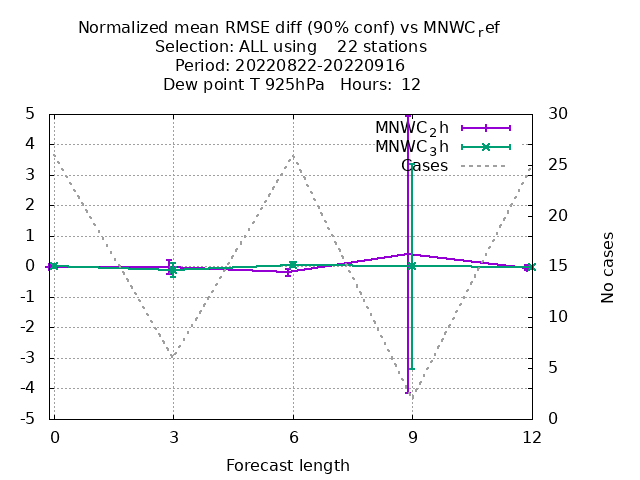 Normalized mean RMSE diff (90% conf) vs MNWC_ref
Selection: ALL using    22 stations
Period: 20220822-20220916
Dew point T 925hPa   Hours:  12
MNWC_2h
MNWC_3h
Cases
5
4
3
2
1
0
-1
-2
-3
-4
-5
30
25
20
15
10
5
0
No cases
0 3 6 9 12
Forecast length